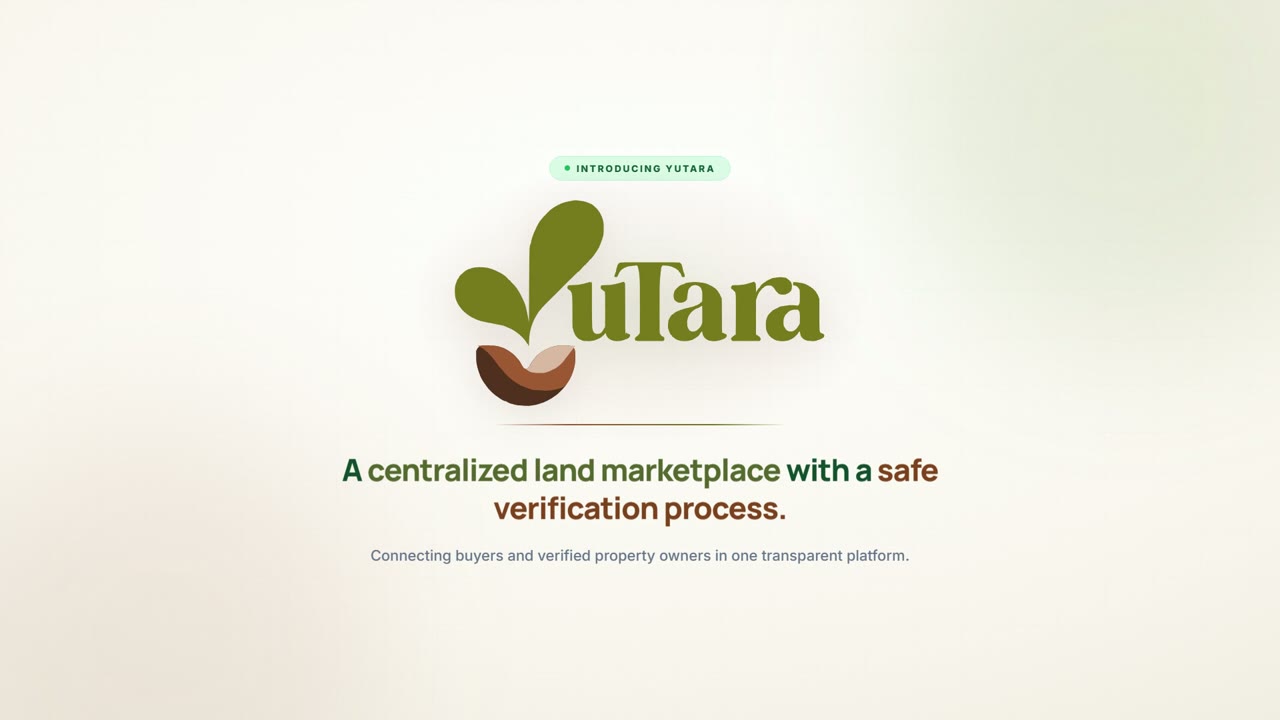 INTRODUCING YUTARA
YuTara
A centralized land marketplace with a safe
verification process.
Connecting buyers and verified property owners in one transparent platform.